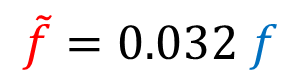 f̃ = 0.032 f